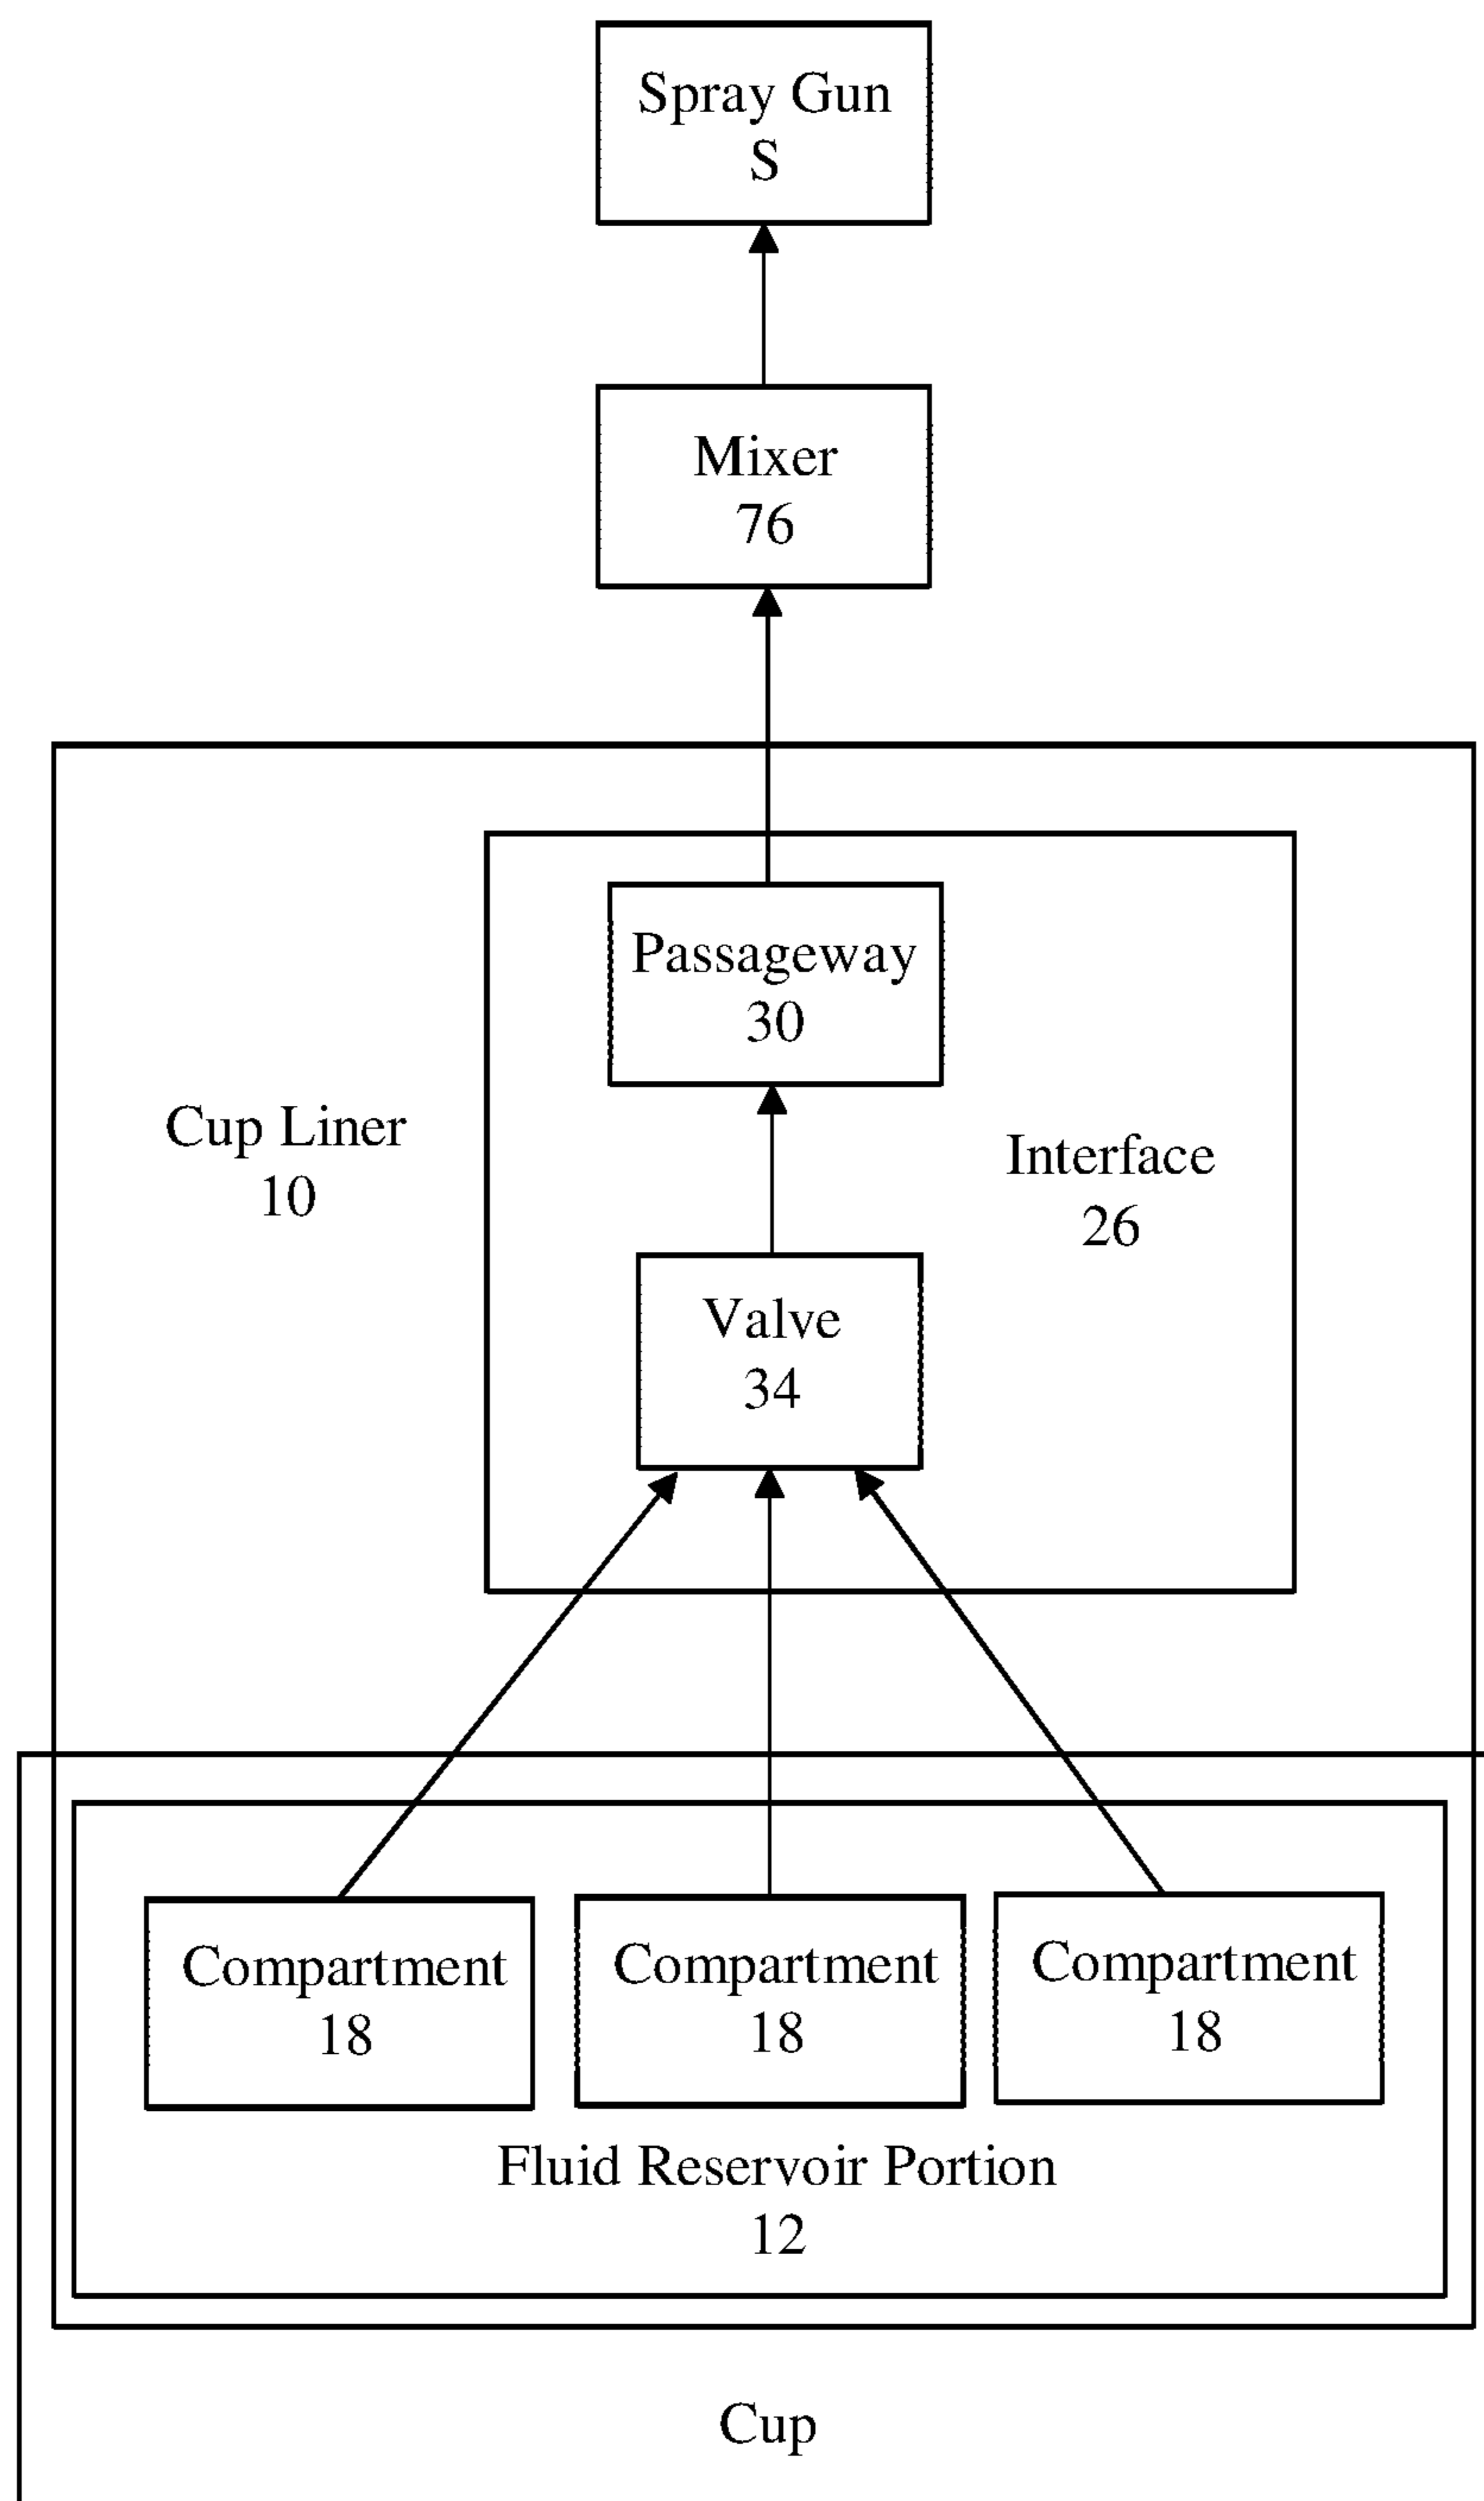 Spray Gun
S
Mixer
76
Passageway
30
Cup Liner
10
Interface
26
Valve
34
Compartment
18
Compartment
18
Compartment
18
Fluid Reservoir Portion
12
Cup